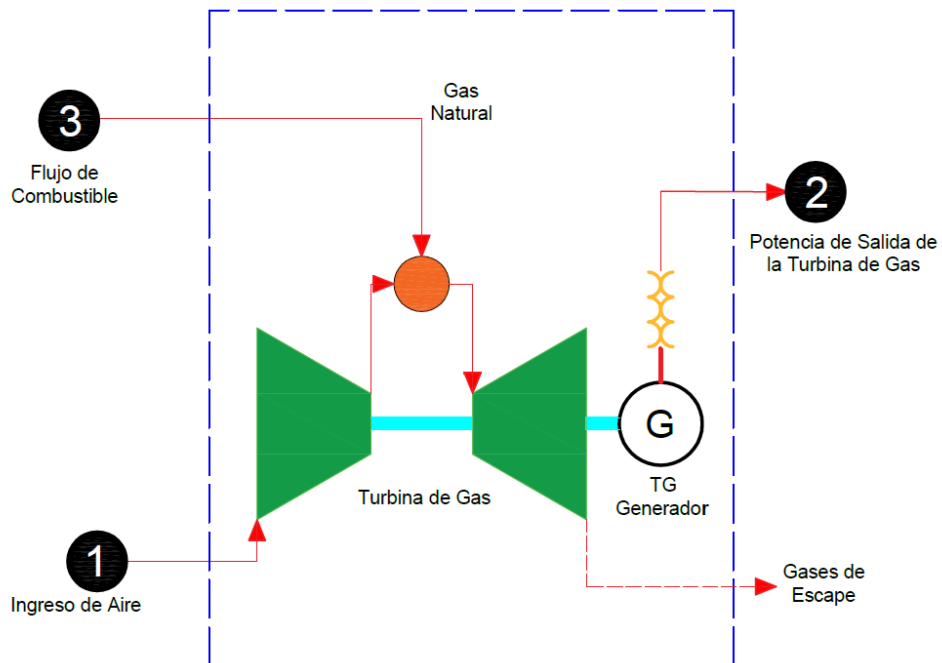 Gas
Natural
3
Flujo de
Combustible
2
Potencia de Salida de
la Turbina de Gas
G
TG
Generador
Turbina de Gas
1
Ingreso de Aire
Gases de
Escape